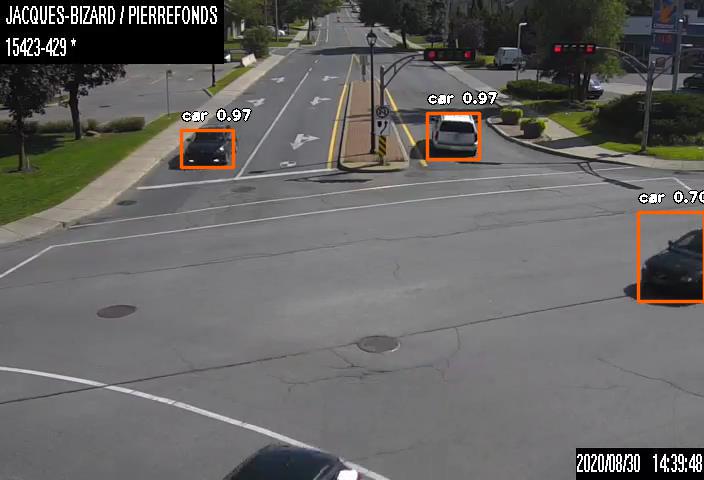 JACQUES-BIZARD / PIERREFONDS
15423-429 *
car 0.97
car 0.97
car 0.70
2020/08/30 14:39:48